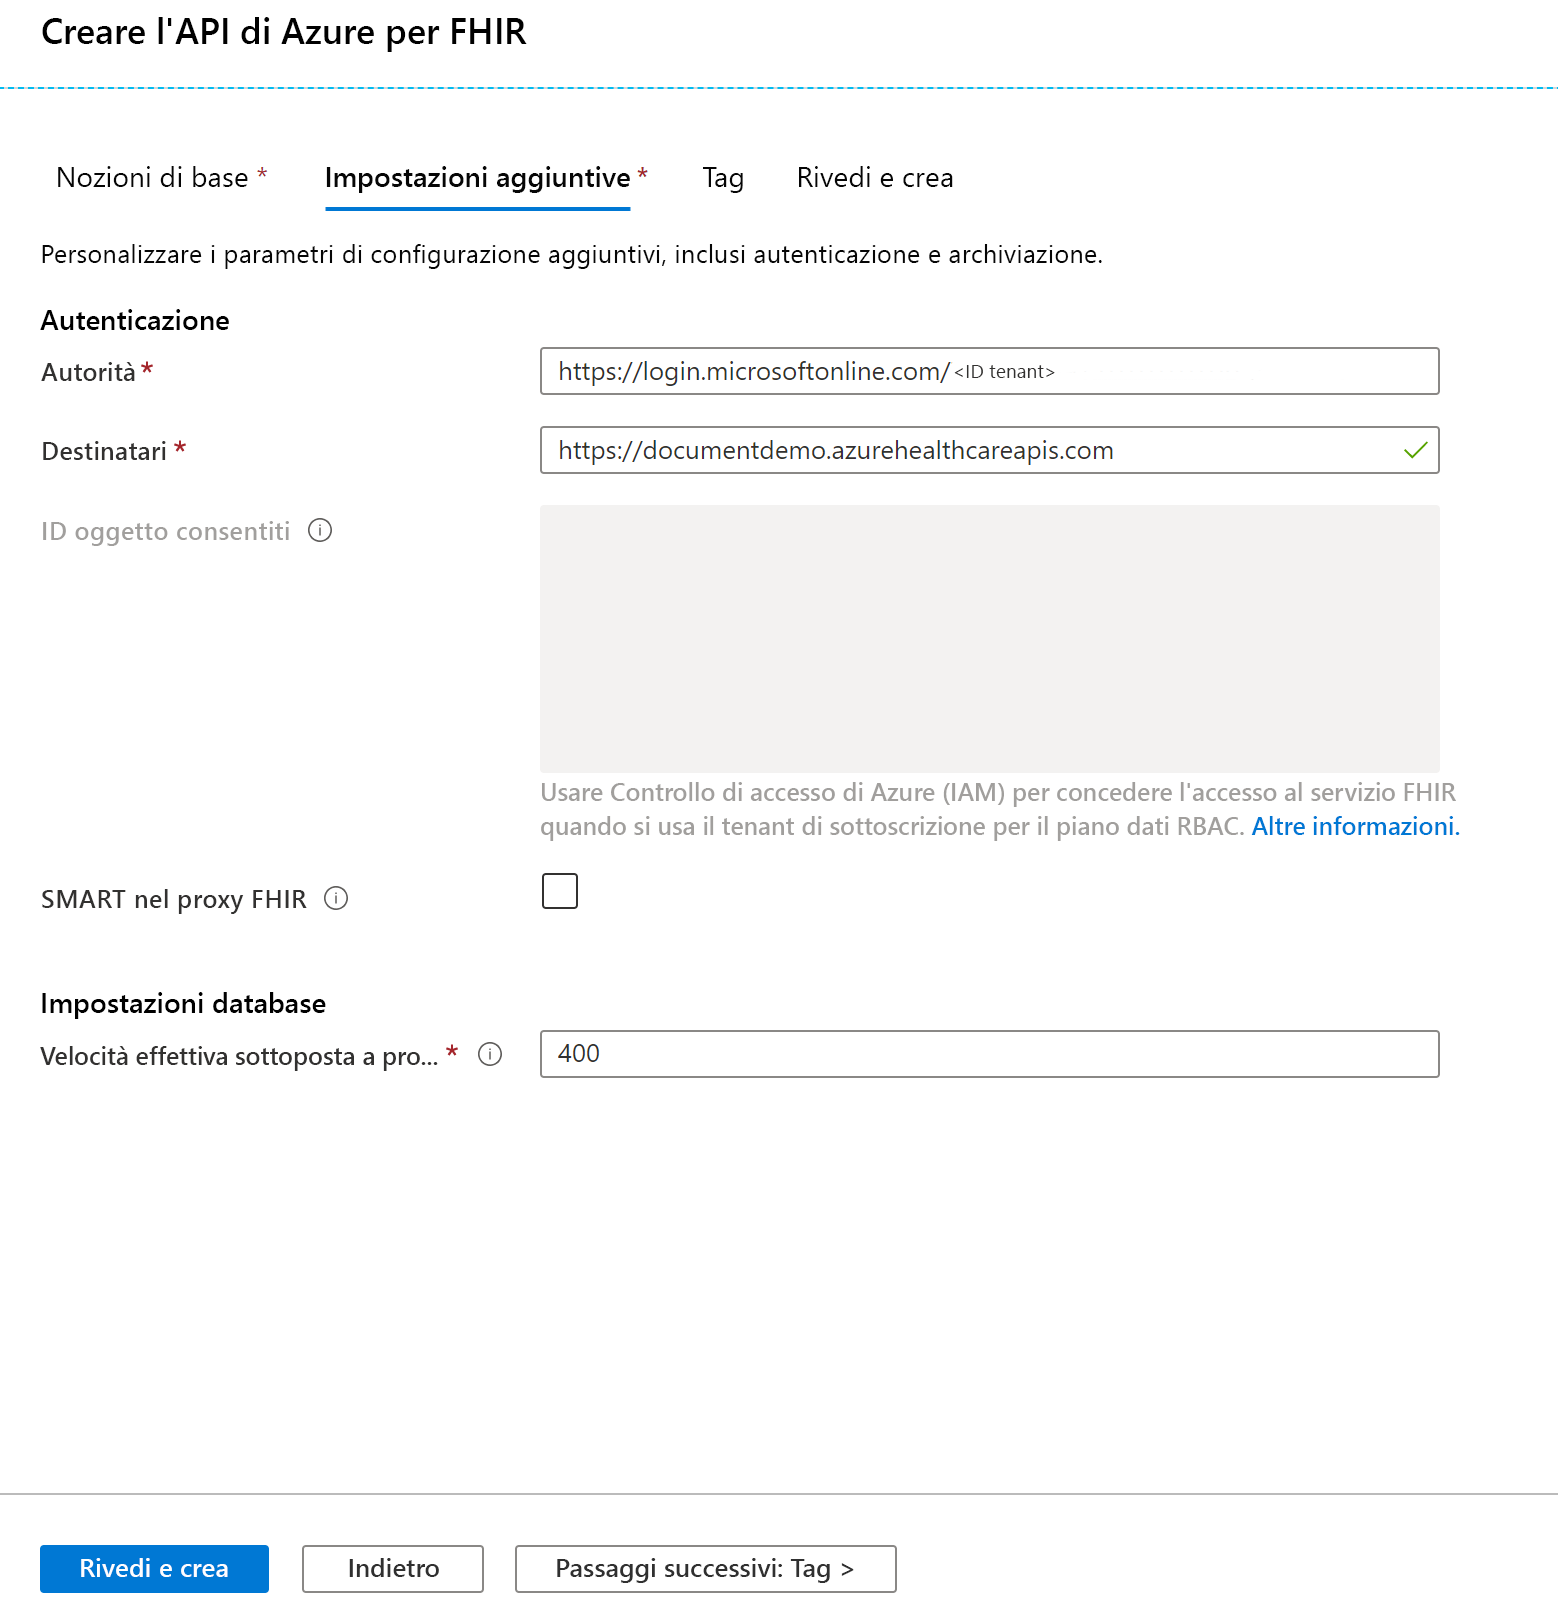 Creare l'API di Azure per FHIR
Nozioni di base * Impostazioni aggiuntive * Tag Rivedi e crea
Personalizzare i parametri di configurazione aggiuntivi, inclusi autenticazione e archiviazione.
Autenticazione
Autorità * https://login.microsoftonline.com/<ID tenant>
Destinatari * https://documentdemo.azurehealthcareapis.com
ID oggetto consentiti
Usare Controllo di accesso di Azure (IAM) per concedere l'accesso al servizio FHIR
quando si usa il tenant di sottoscrizione per il piano dati RBAC. Altre informazioni.
SMART nel proxy FHIR
Impostazioni database
Velocità effettiva sottoposta a pro... * 400
Rivedi e crea Indietro Passaggi successivi: Tag >